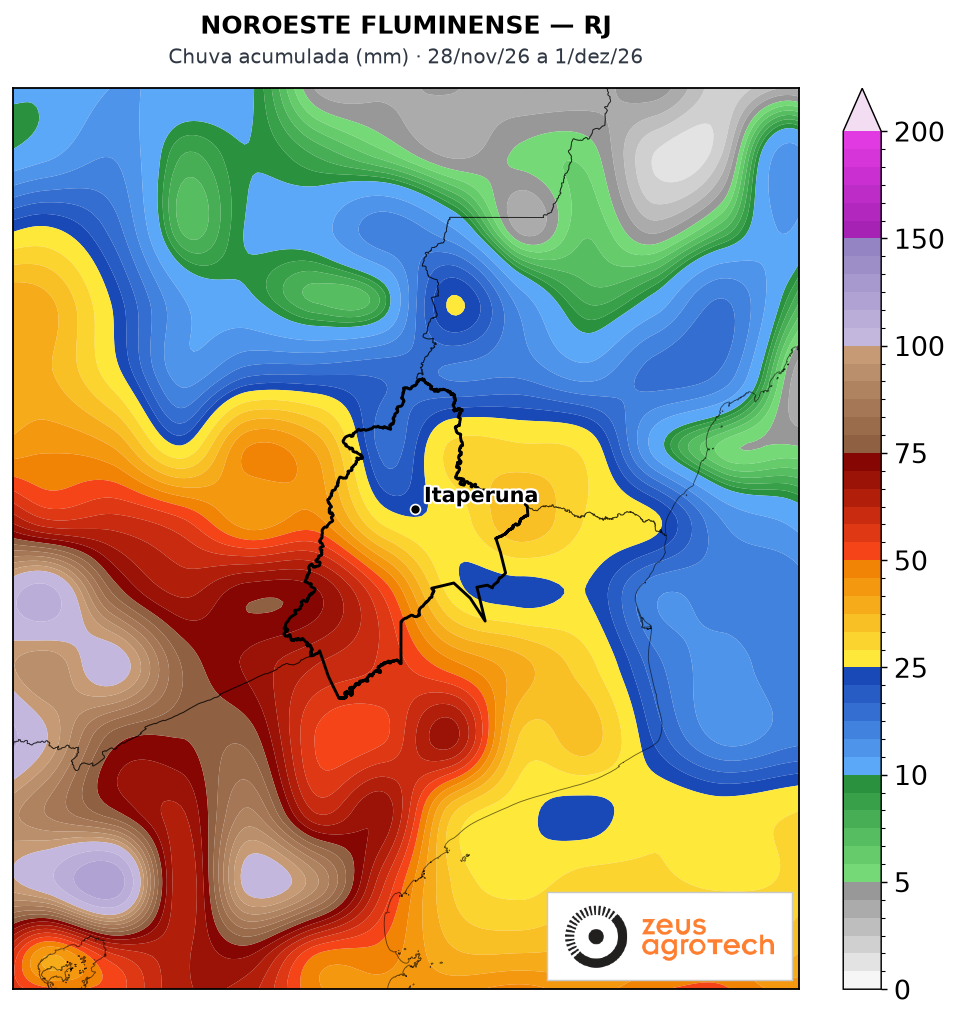 NOROESTE FLUMINENSE — RJ
Chuva acumulada (mm) · 28/nov/26 a 1/dez/26
200
150
100
75
Itaperuna
50
25
10
5
0
zeus
agrotech